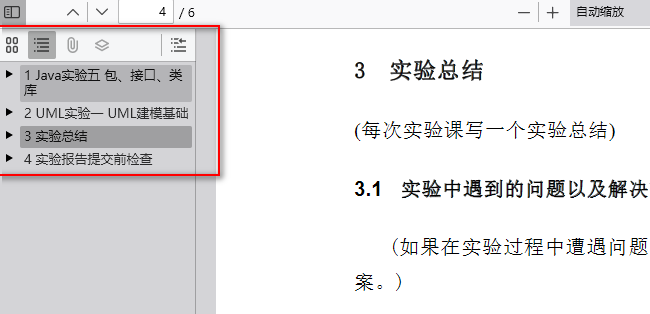 4 / 6
自动缩放
1 Java实验五 包、接口、类
库
2 UML实验一 UML建模基础
3 实验总结
4 实验报告提交前检查
3 实验总结
(每次实验课写一个实验总结)
3.1 实验中遇到的问题以及解决
(如果在实验过程中遭遇问题
案。)